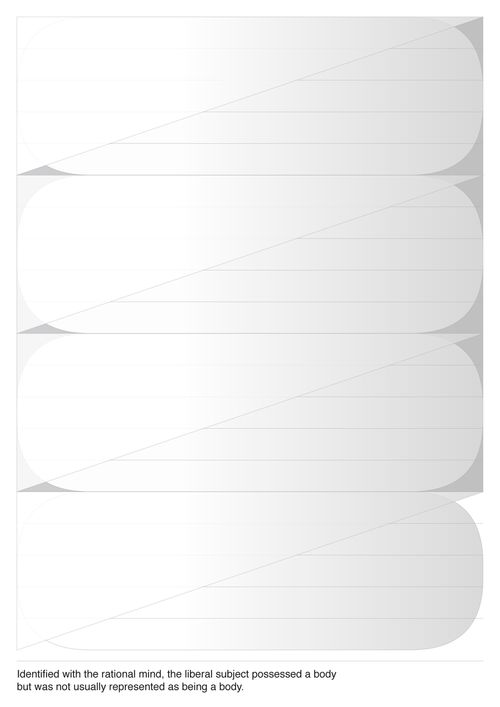 Identified with the rational mind, the liberal subject possessed a body
but was not usually represented as being a body.